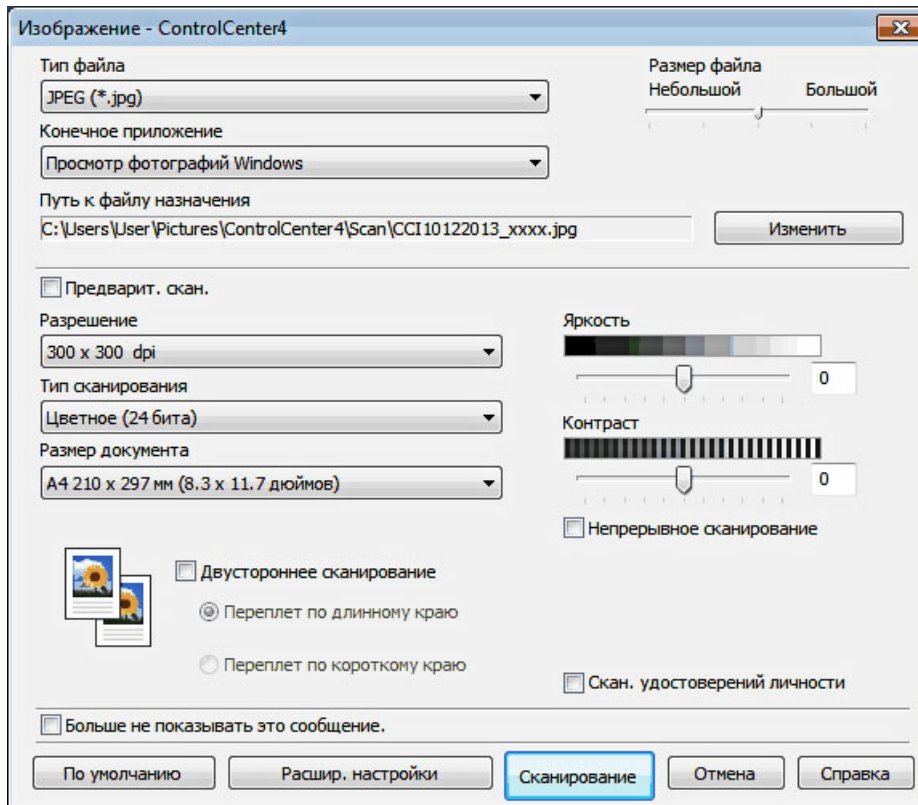 Изображение - ControlCenter4
Тип файла
JPEG (*.jpg)
Размер файла
Небольшой Большой
Конечное приложение
Просмотр фотографий Windows
Путь к файлу назначения
C:\Users\User\Pictures\ControlCenter4\Scan\CCI10122013_xxxx.jpg
Изменить
Предварит. скан.
Разрешение
300 x 300 dpi
Тип сканирования
Цветное (24 бита)
Размер документа
A4 210 x 297 мм (8.3 x 11.7 дюймов)
Яркость
0
Контраст
0
Непрерывное сканирование
Двустороннее сканирование
Переплет по длинному краю
Переплет по короткому краю
Скан. удостоверений личности
Больше не показывать это сообщение.
По умолчанию Расшир. настройки Сканирование Отмена Справка